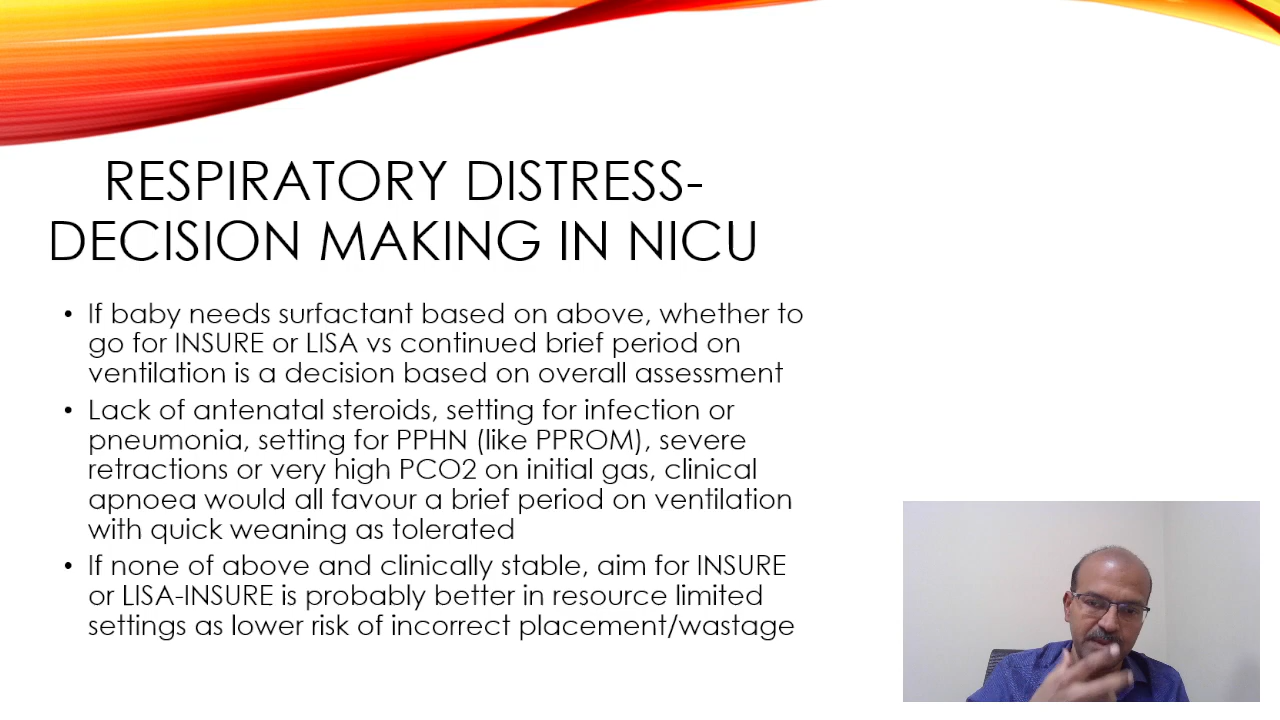 RESPIRATORY DISTRESS-
DECISION MAKING IN NICU
• If baby needs surfactant based on above, whether to
go for INSURE or LISA vs continued brief period on
ventilation is a decision based on overall assessment
• Lack of antenatal steroids, setting for infection or
pneumonia, setting for PPHN (like PPROM), severe
retractions or very high PCO2 on initial gas, clinical
apnoea would all favour a brief period on ventilation
with quick weaning as tolerated
• If none of above and clinically stable, aim for INSURE
or LISA-INSURE is probably better in resource limited
settings as lower risk of incorrect placement/wastage